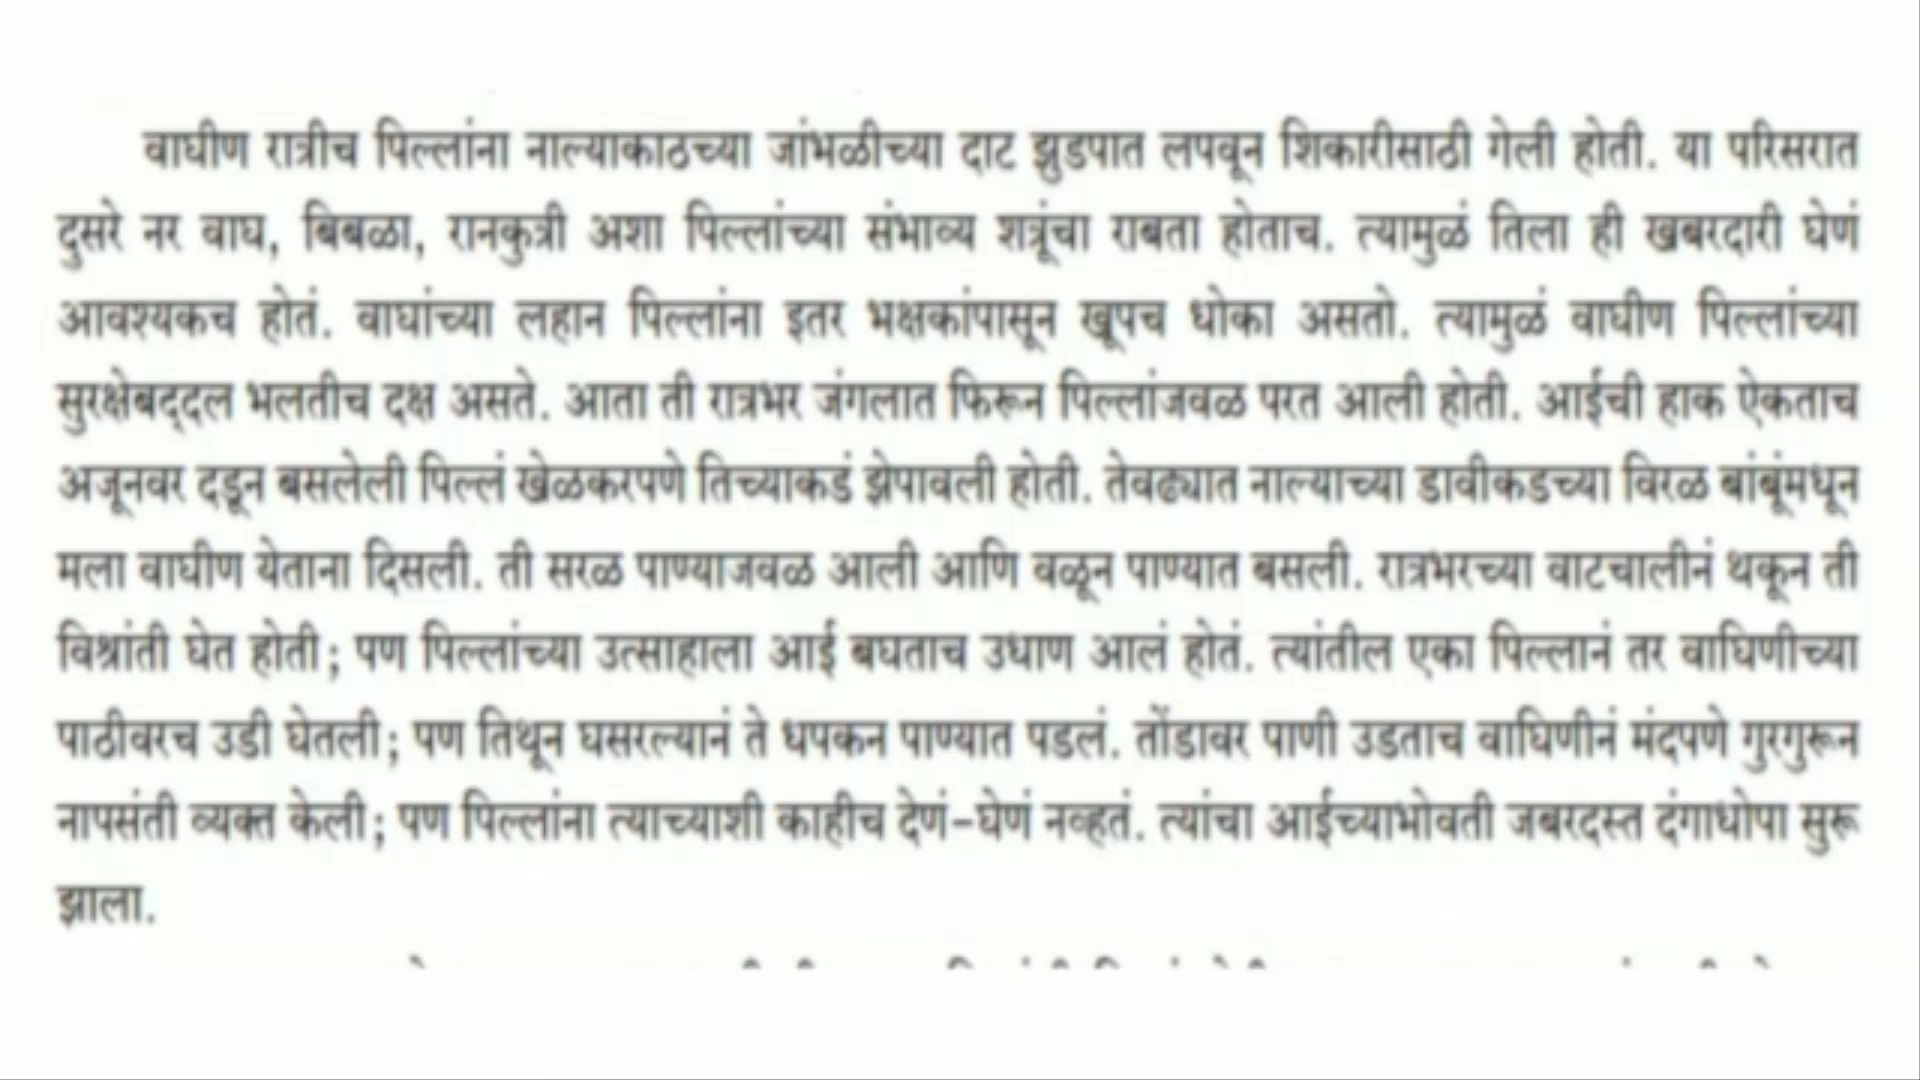 वाघीण रात्रीच पिल्लांना नाल्याकाठच्या जांभळीच्या दाट झुडपात लपवून शिकारीसाठी गेली होती. या परिसरात
दुसरे नर वाघ, बिबळा, रानकुत्री अशा पिल्लांच्या संभाव्य शत्रूंचा राबता होताच. त्यामुळं तिला ही खबरदारी घेणं
आवश्यकच होतं. वाघांच्या लहान पिल्लांना इतर भक्षकांपासून खूपच धोका असतो. त्यामुळं वाघीण पिल्लांच्या
सुरक्षेबद्‌दल भलतीच दक्ष असते. आता ती रात्रभर जंगलात फिरून पिल्लांजवळ परत आली होती. आईची हाक ऐकताच
अजूनवर दडून बसलेली पिल्लं खेळकरपणे तिच्याकडं झेपावली होती. तेवढ्यात नाल्याच्या डावीकडच्या विरळ बांबूंमधून
मला वाघीण येताना दिसली. ती सरळ पाण्याजवळ आली आणि वळून पाण्यात बसली. रात्रभरच्या वाटचालीनं थकून ती
विश्रांती घेत होती; पण पिल्लांच्या उत्साहाला आई बघताच उधाण आलं होतं. त्यांतील एका पिल्लानं तर वाघिणीच्या
पाठीवरच उडी घेतली; पण तिथून घसरल्यानं ते धपकन पाण्यात पडलं. तोंडावर पाणी उडताच वाघिणीनं मंदपणे गुरगुरून
नापसंती व्यक्त केली; पण पिल्लांना त्याच्याशी काहीच देणं-घेणं नव्हतं. त्यांचा आईच्याभोवती जबरदस्त दंगाधोपा सुरू
झाला.